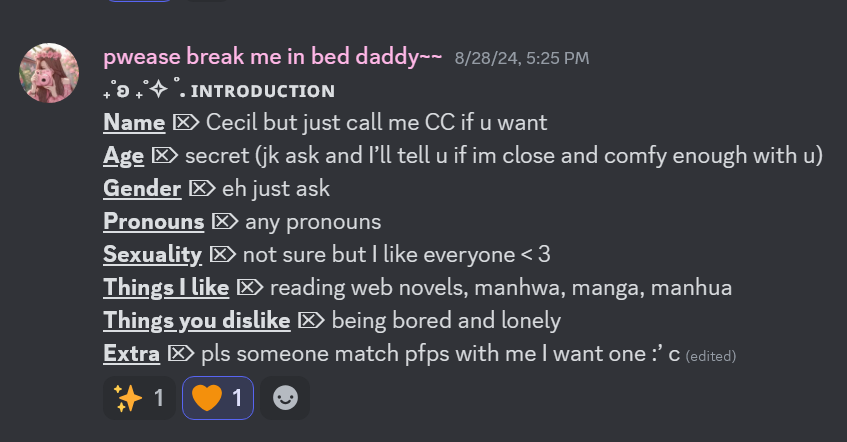 pwease break me in bed daddy~~ 8/28/24, 5:25 PM
₊˚ʚ ₊˚✧ ﾟ. ɪɴᴛʀᴏᴅᴜᴄᴛɪᴏɴ
Name ⌦ Cecil but just call me CC if u want
Age ⌦ secret (jk ask and I’ll tell u if im close and comfy enough with u)
Gender ⌦ eh just ask
Pronouns ⌦ any pronouns
Sexuality ⌦ not sure but I like everyone < 3
Things I like ⌦ reading web novels, manhwa, manga, manhua
Things you dislike ⌦ being bored and lonely
Extra ⌦ pls someone match pfps with me I want one :’ c (edited)
✨ 1 🧡 1